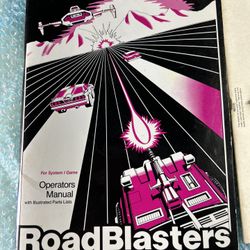 For System I Game
Operators
Manual
with Illustrated Parts Lists
RoadBlasters